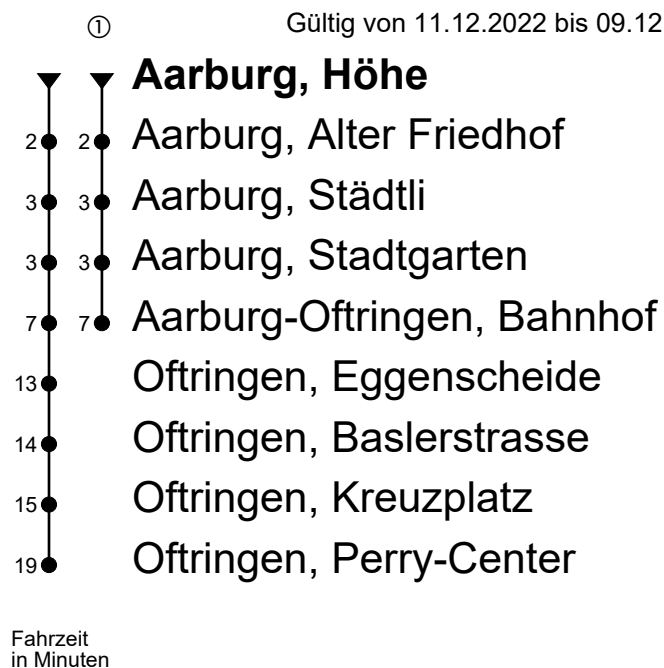 ① Gültig von 11.12.2022 bis 09.12
Aarburg, Höhe
2 2 Aarburg, Alter Friedhof
3 3 Aarburg, Städtli
3 3 Aarburg, Stadtgarten
7 7 Aarburg-Oftringen, Bahnhof
13 Oftringen, Eggenscheide
14 Oftringen, Baslerstrasse
15 Oftringen, Kreuzplatz
19 Oftringen, Perry-Center
Fahrzeit
in Minuten